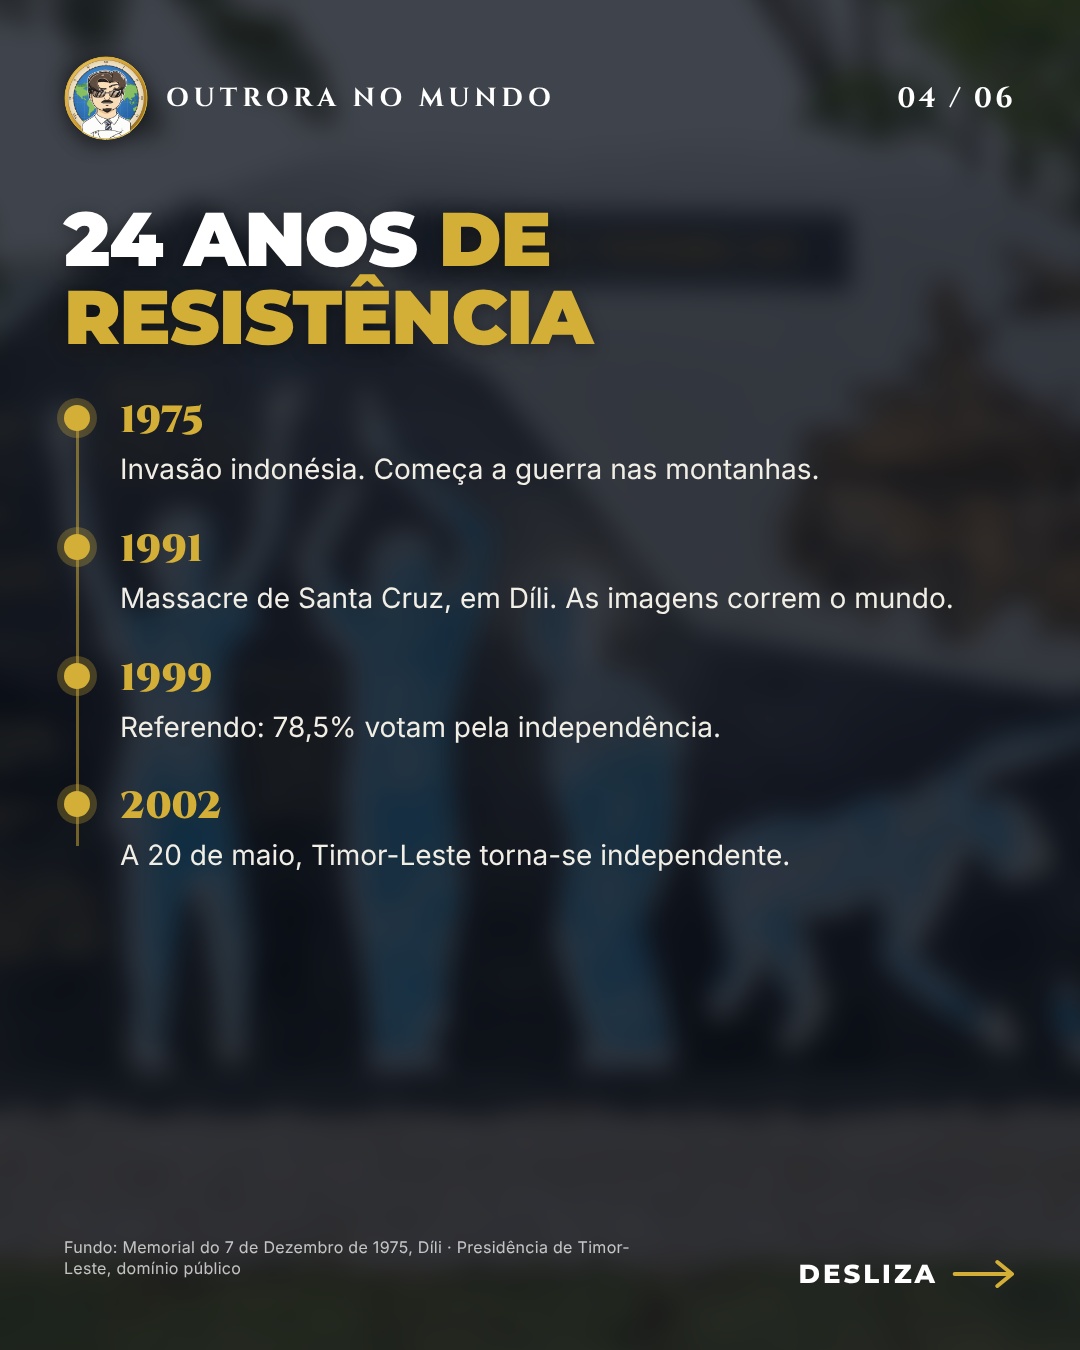 OUTRORA NO MUNDO
04 / 06
24 ANOS DE
RESISTÊNCIA
1975
Invasão indonésia. Começa a guerra nas montanhas.
1991
Massacre de Santa Cruz, em Díli. As imagens correm o mundo.
1999
Referendo: 78,5% votam pela independência.
2002
A 20 de maio, Timor-Leste torna-se independente.
Fundo: Memorial do 7 de Dezembro de 1975, Díli · Presidência de Timor-
Leste, domínio público
DESLIZA